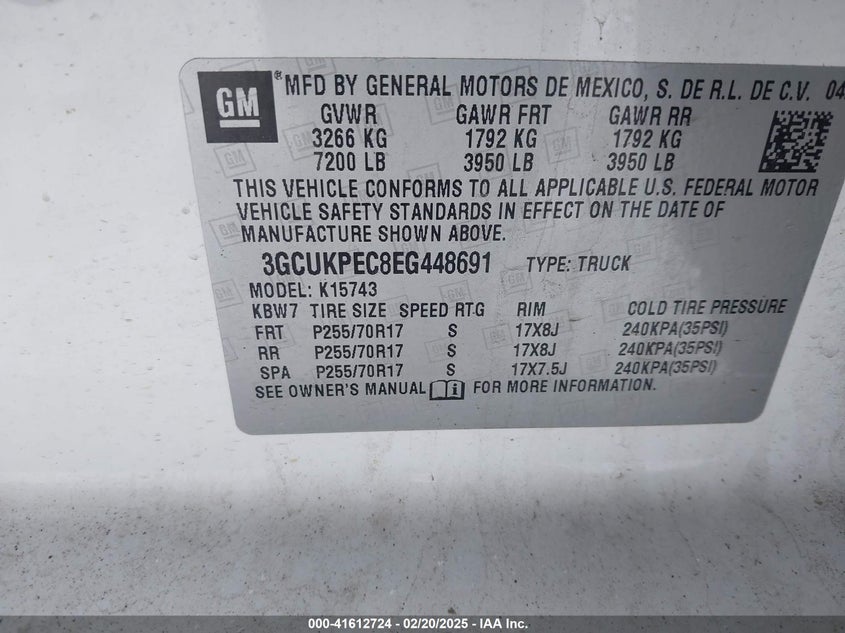 GM ® MFD BY GENERAL MOTORS DE MEXICO, S. DE R.L. DE C.V. 04
GVWR GAWR FRT GAWR RR
3266 KG 1792 KG 1792 KG
7200 LB 3950 LB 3950 LB
THIS VEHICLE CONFORMS TO ALL APPLICABLE U.S. FEDERAL MOTOR
VEHICLE SAFETY STANDARDS IN EFFECT ON THE DATE OF
MANUFACTURE SHOWN ABOVE.
3GCUKPEC8EG448691 TYPE: TRUCK
MODEL: K15743
KBW7 TIRE SIZE SPEED RTG RIM COLD TIRE PRESSURE
FRT P255/70R17 S 17X8J 240KPA(35PSI)
RR P255/70R17 S 17X8J 240KPA(35PSI)
SPA P255/70R17 S 17X7.5J 240KPA(35PSI)
SEE OWNER'S MANUAL FOR MORE INFORMATION.
000-41612724 — 02/20/2025 — IAA Inc.